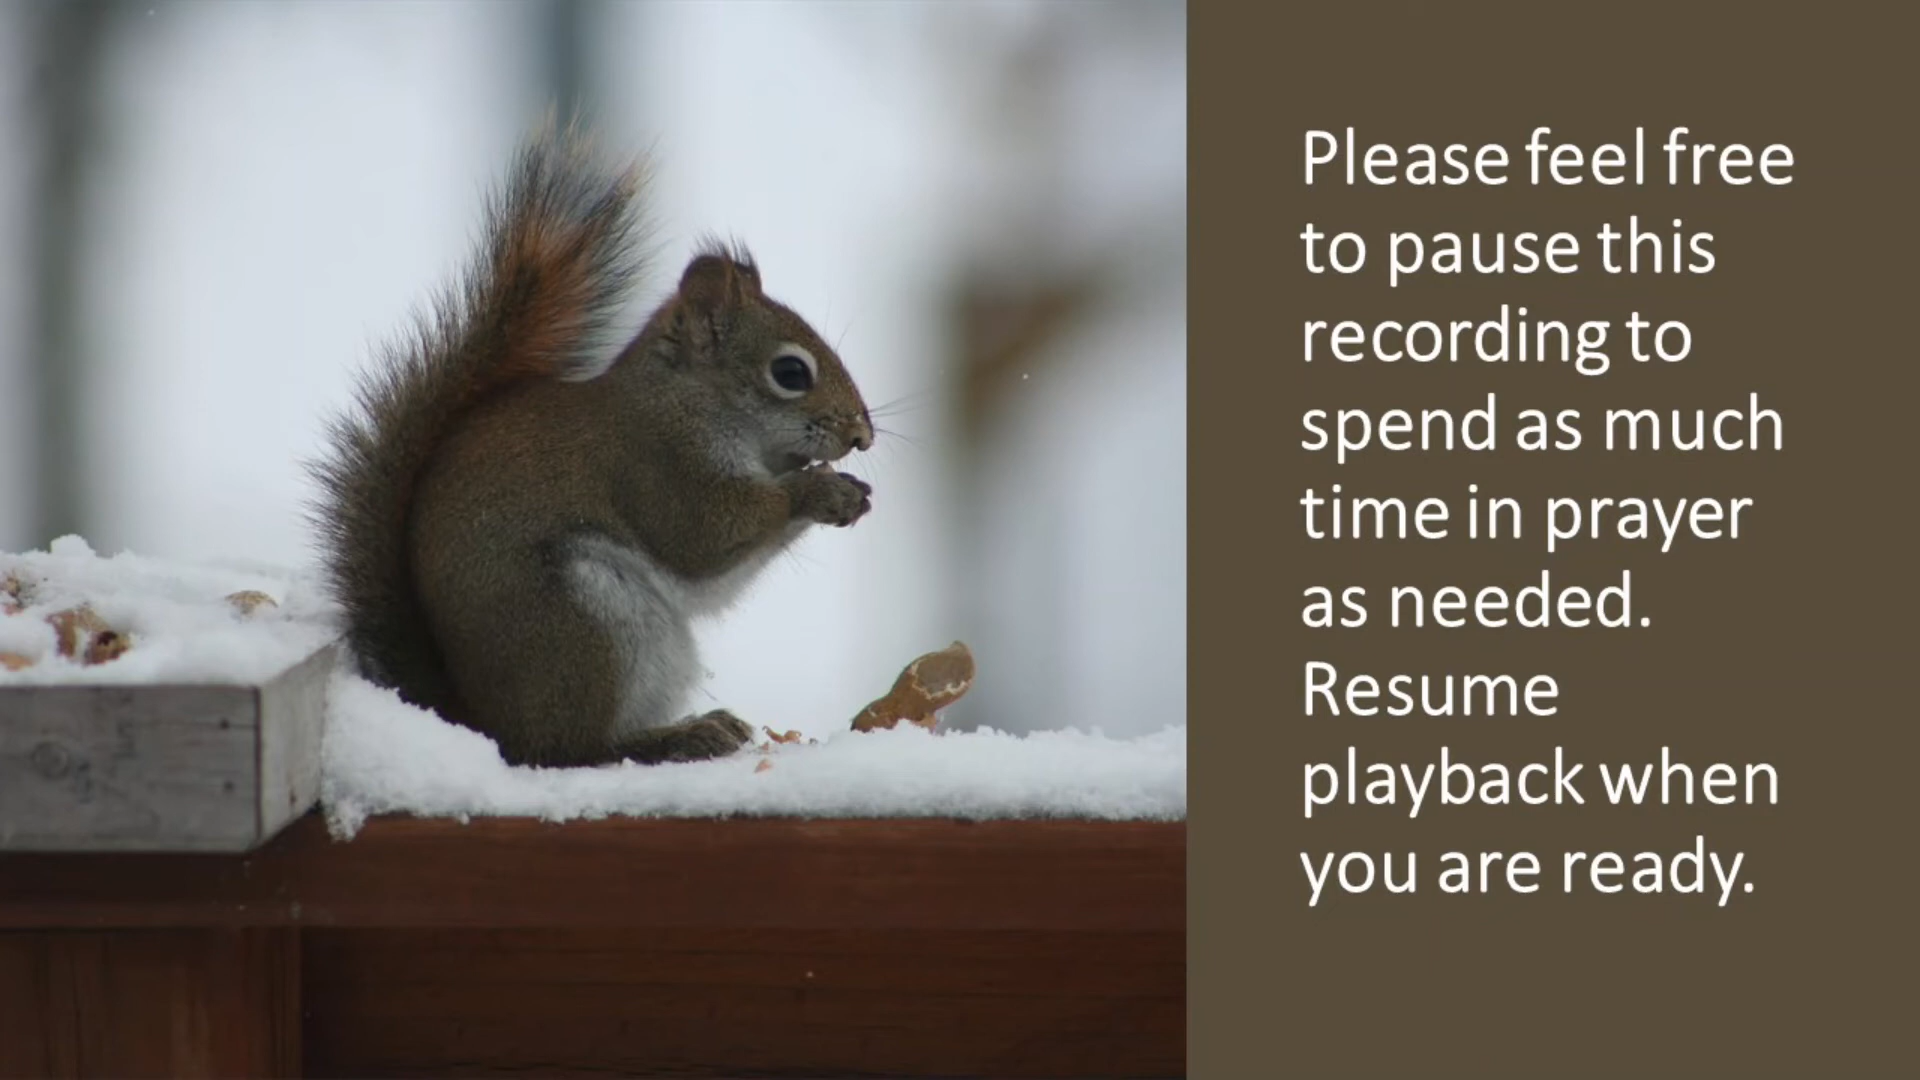 Please feel free
to pause this
recording to
spend as much
time in prayer
as needed.
Resume
playback when
you are ready.